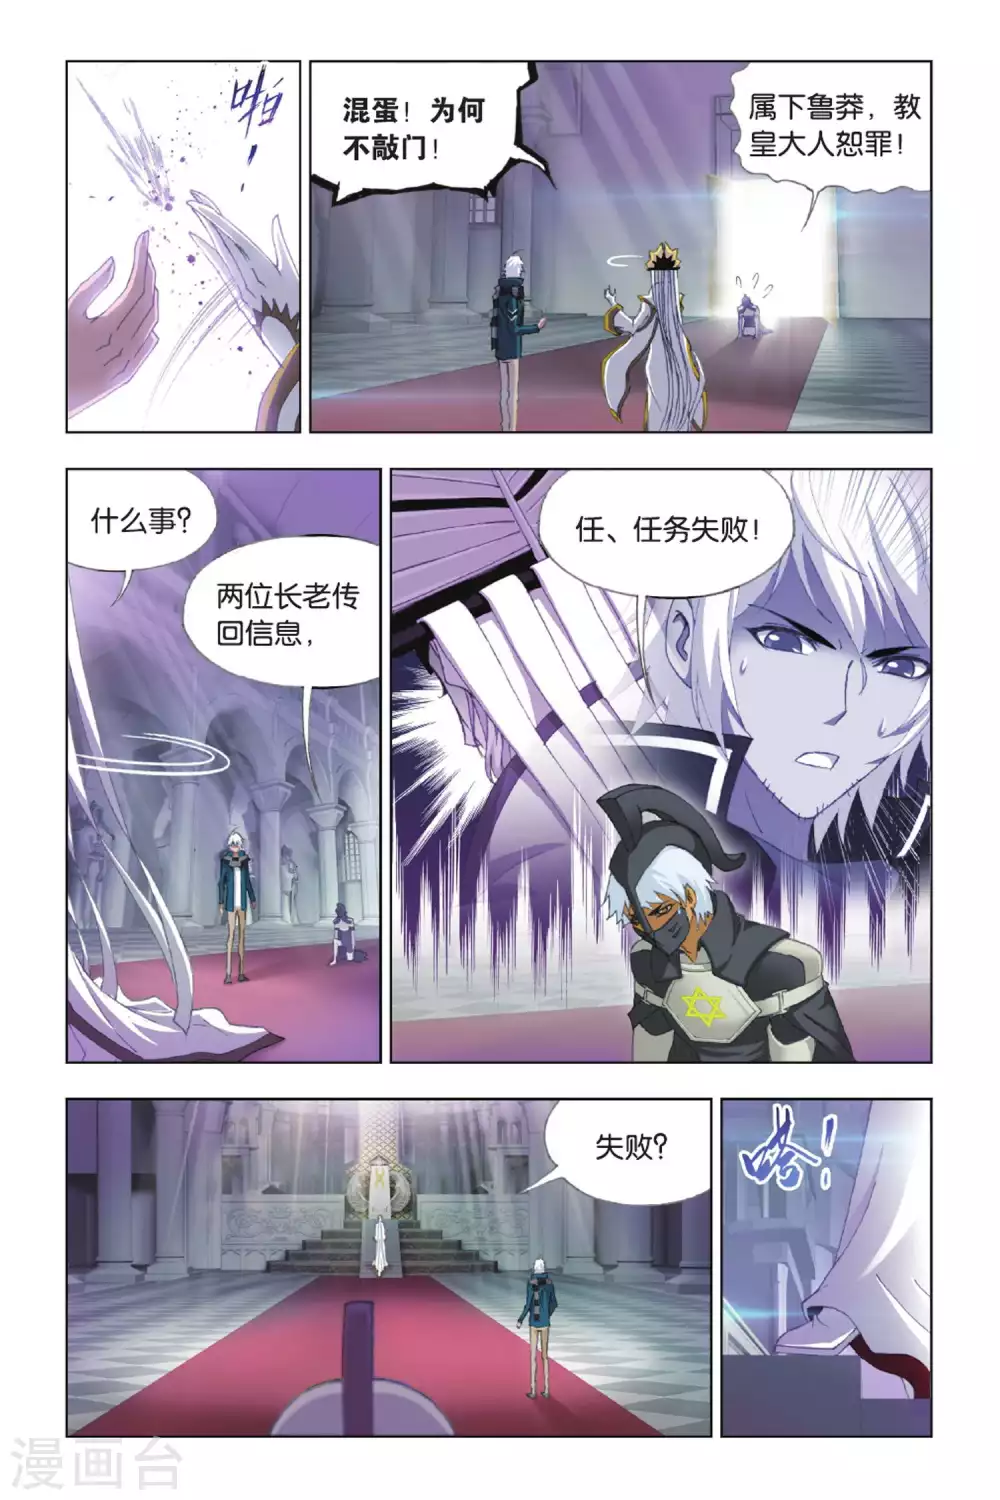 啪
混蛋！为何
不敲门！
属下鲁莽，教
皇大人恕罪！
什么事？
两位长老传
回信息，
任、任务失败！
失败？
嗒！
漫画台